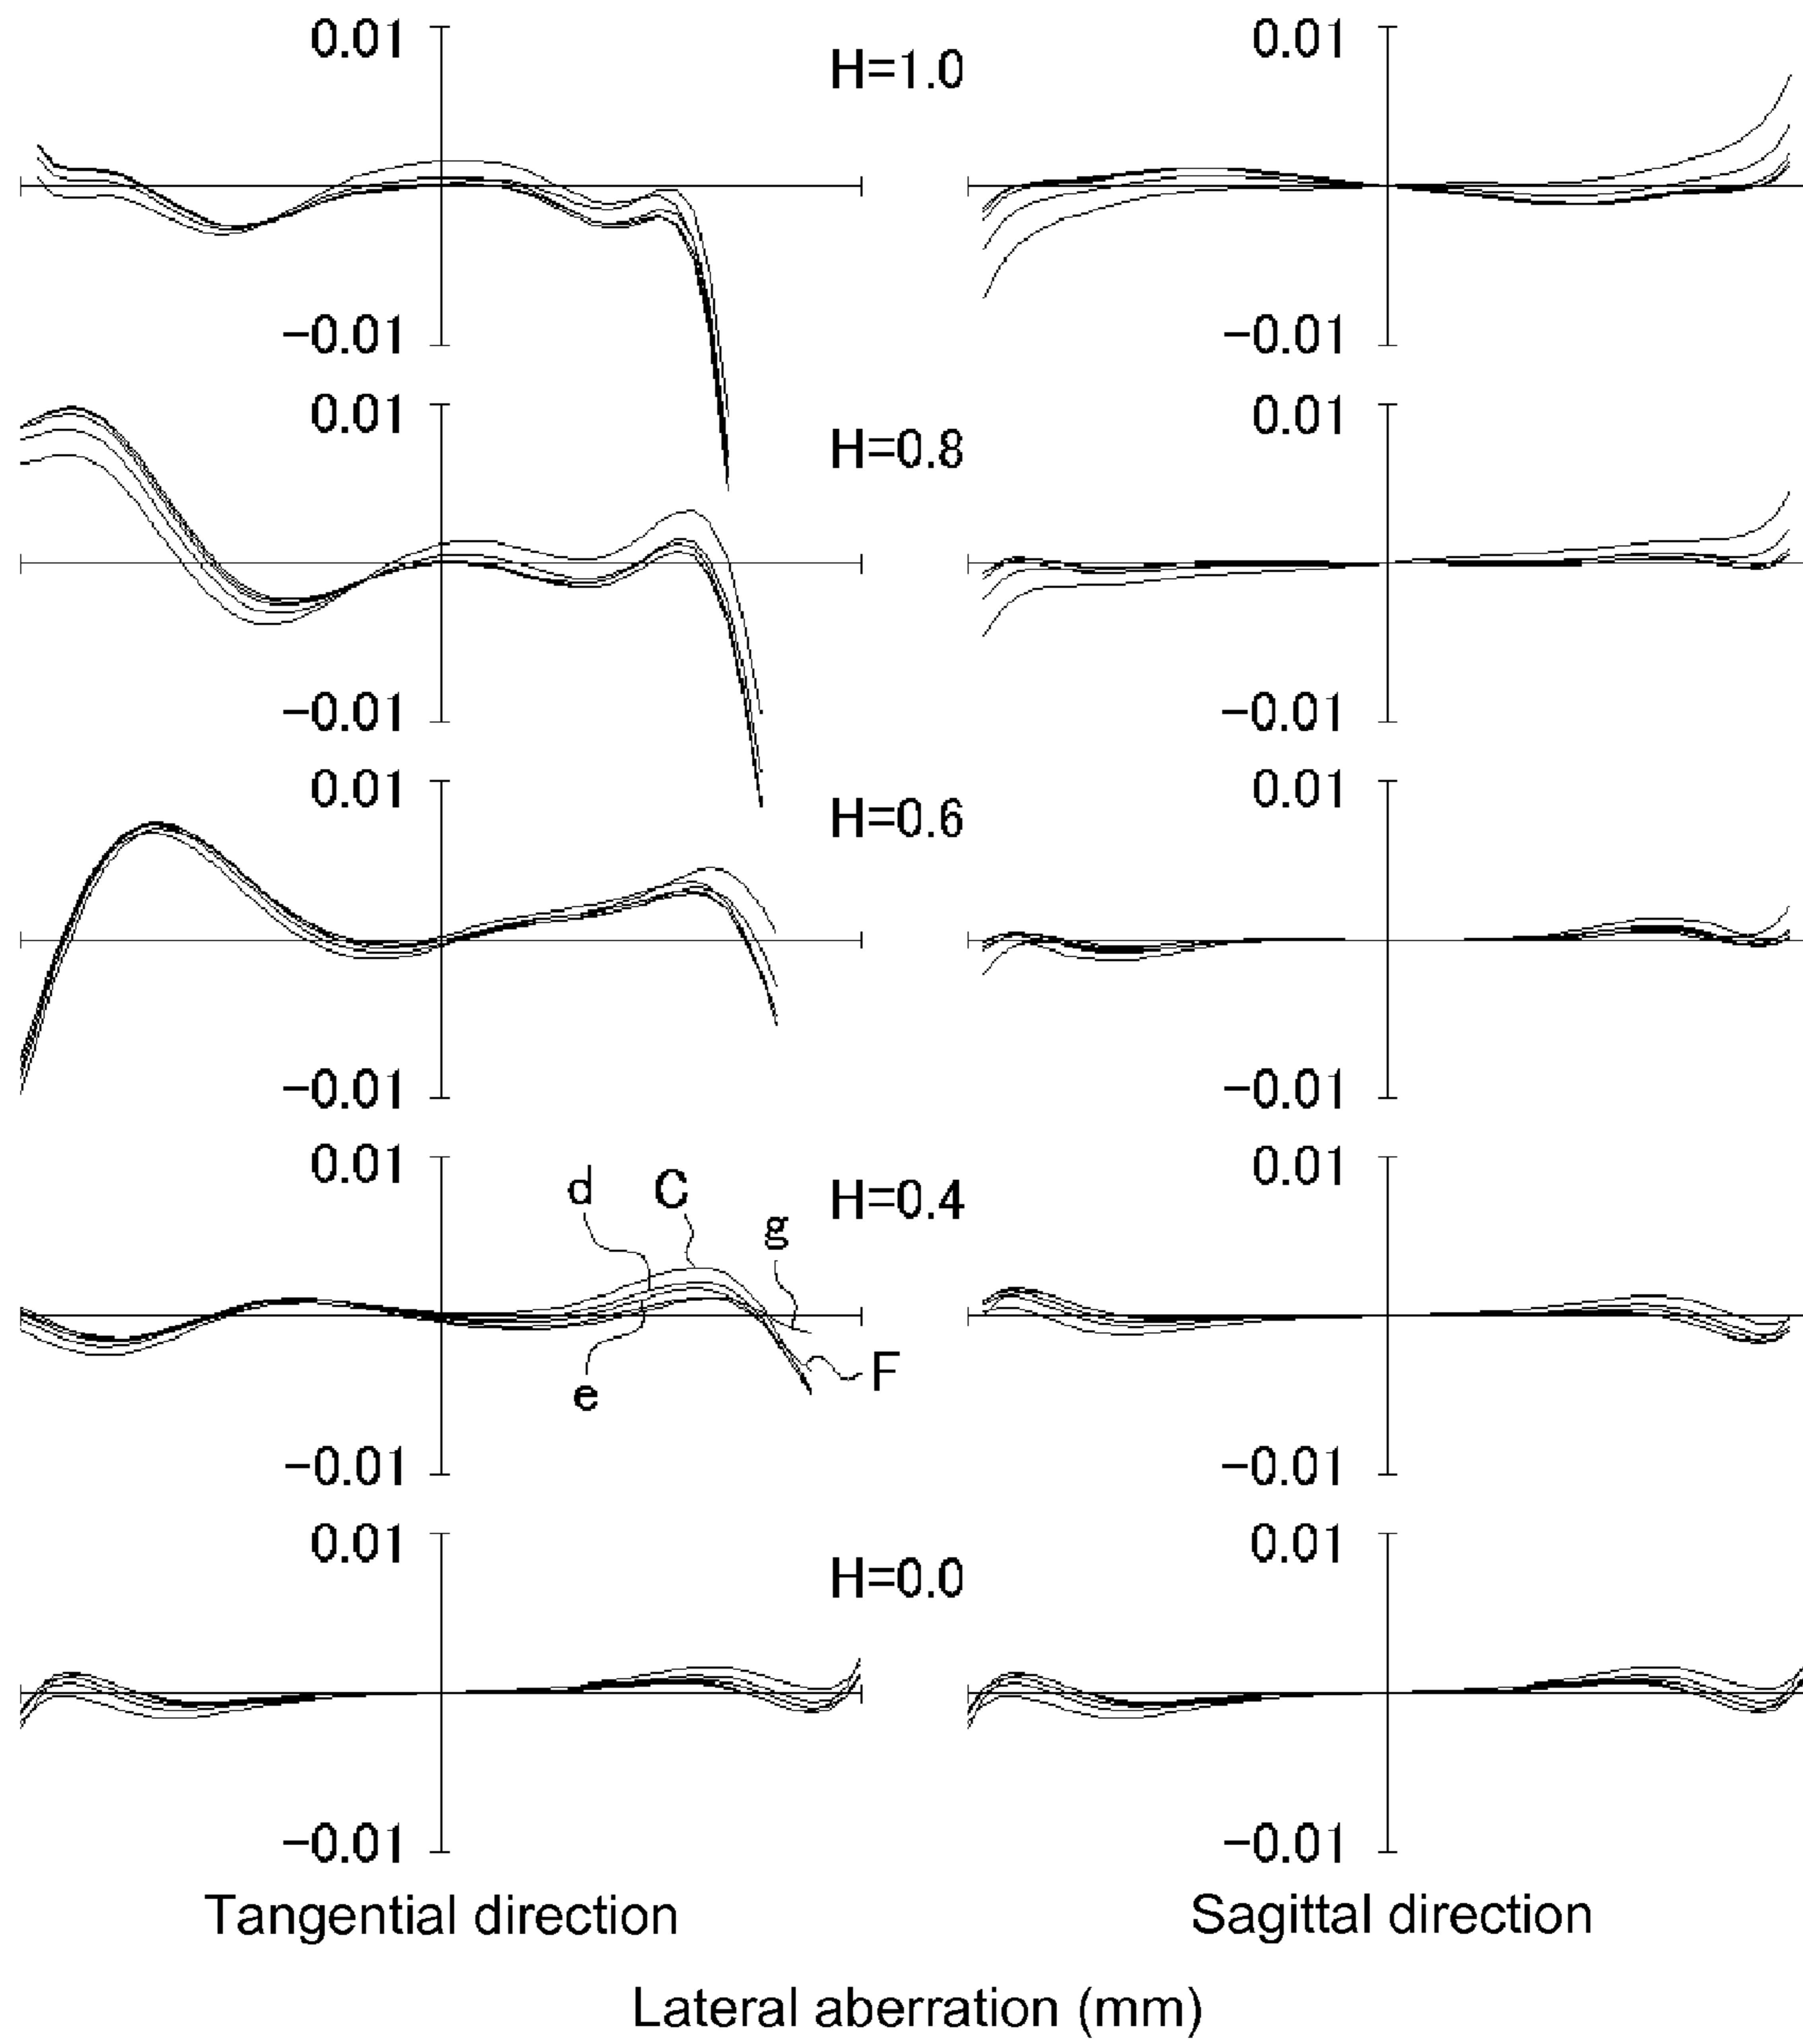 0.01 H=1.0 0.01
−0.01 −0.01
0.01 H=0.8 0.01
−0.01 −0.01
0.01 H=0.6 0.01
−0.01 −0.01
0.01 d C g H=0.4 0.01
e F
−0.01 −0.01
0.01 H=0.0 0.01
−0.01 −0.01
Tangential direction Sagittal direction
Lateral aberration (mm)